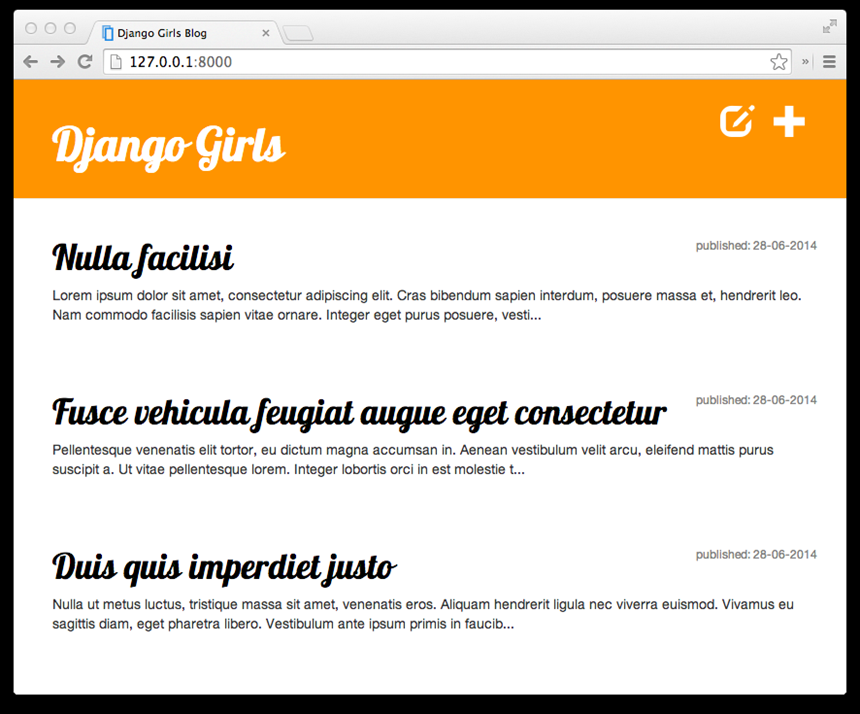 Django Girls Blog
127.0.0.1:8000
Django Girls
Nulla facilisi
published: 28-06-2014
Lorem ipsum dolor sit amet, consectetur adipiscing elit. Cras bibendum sapien interdum, posuere massa et, hendrerit leo.
Nam commodo facilisis sapien vitae ornare. Integer eget purus posuere, vesti...
Fusce vehicula feugiat augue eget consectetur
published: 28-06-2014
Pellentesque venenatis elit tortor, eu dictum magna accumsan in. Aenean vestibulum velit arcu, eleifend mattis purus
suscipit a. Ut vitae pellentesque lorem. Integer lobortis orci in est molestie t...
Duis quis imperdiet justo
published: 28-06-2014
Nulla ut metus luctus, tristique massa sit amet, venenatis eros. Aliquam hendrerit ligula nec viverra euismod. Vivamus eu
sagittis diam, eget pharetra libero. Vestibulum ante ipsum primis in faucib...